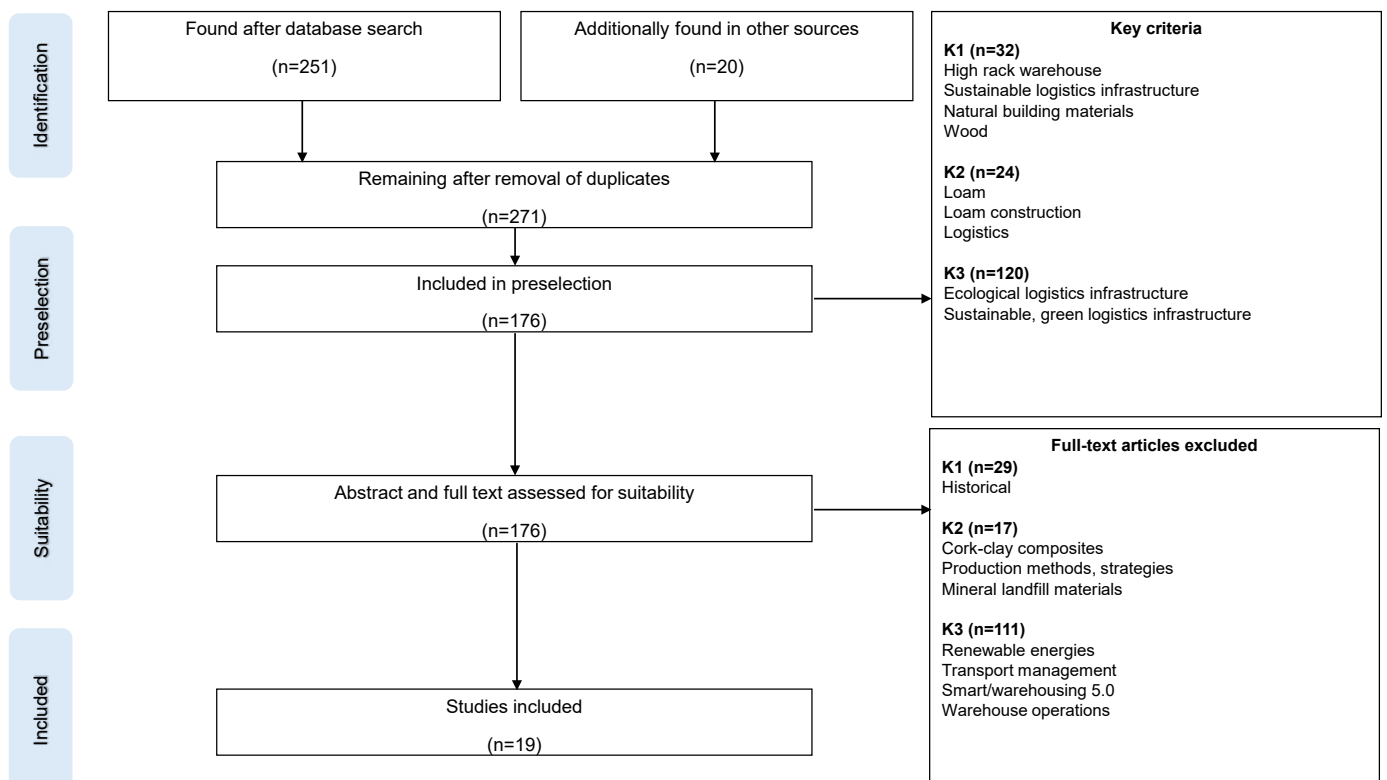 Identification
Found after database search
(n=251)
Additionally found in other sources
(n=20)
Remaining after removal of duplicates
(n=271)
Preselection
Included in preselection
(n=176)
Key criteria
K1 (n=32)
High rack warehouse
Sustainable logistics infrastructure
Natural building materials
Wood
K2 (n=24)
Loam
Loam construction
Logistics
K3 (n=120)
Ecological logistics infrastructure
Sustainable, green logistics infrastructure
Suitability
Abstract and full text assessed for suitability
(n=176)
Full-text articles excluded
K1 (n=29)
Historical
K2 (n=17)
Cork-clay composites
Production methods, strategies
Mineral landfill materials
K3 (n=111)
Renewable energies
Transport management
Smart/warehousing 5.0
Warehouse operations
Included
Studies included
(n=19)